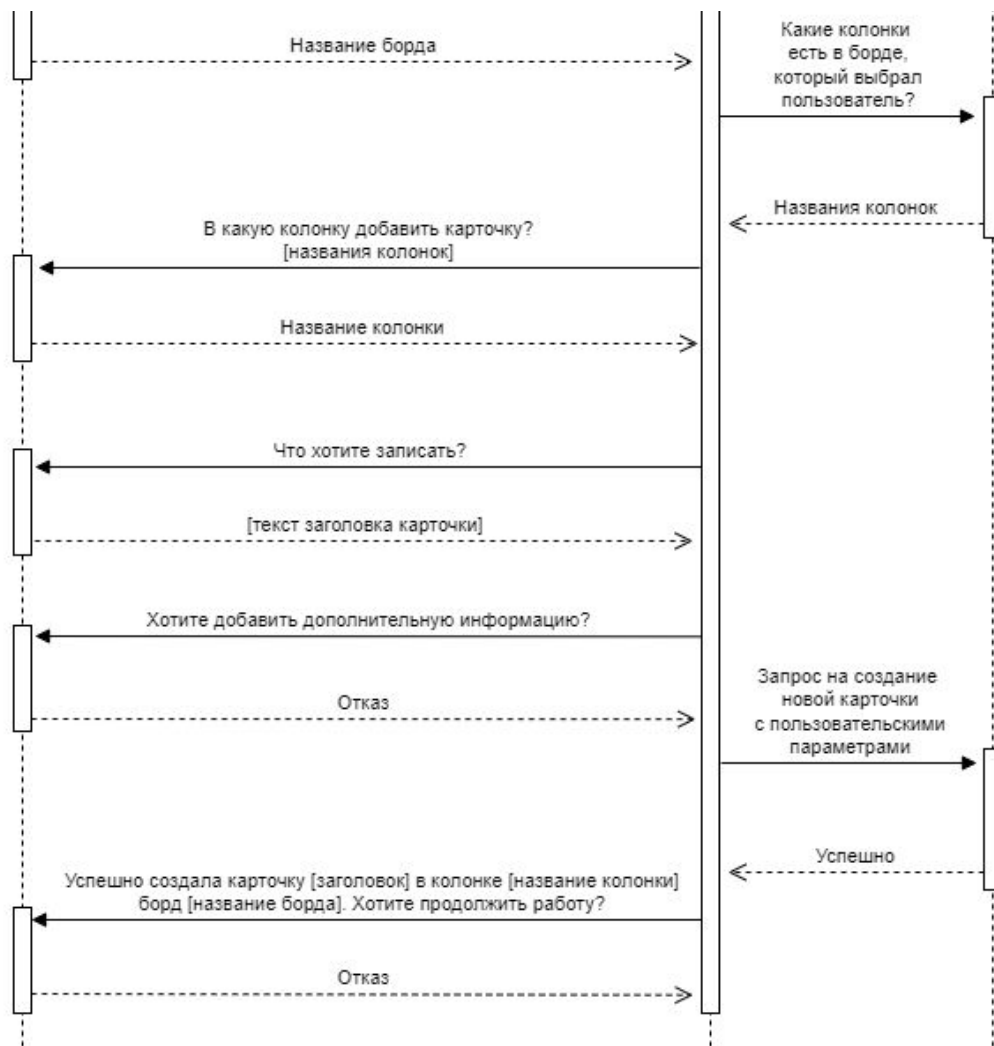 Название борда
Какие колонки
есть в борде,
который выбрал
пользователь?
Названия колонок
В какую колонку добавить карточку?
[названия колонок]
Название колонки
Что хотите записать?
[текст заголовка карточки]
Хотите добавить дополнительную информацию?
Отказ
Запрос на создание
новой карточки
с пользовательскими
параметрами
Успешно
Успешно создала карточку [заголовок] в колонке [название колонки]
борд [название борда]. Хотите продолжить работу?
Отказ